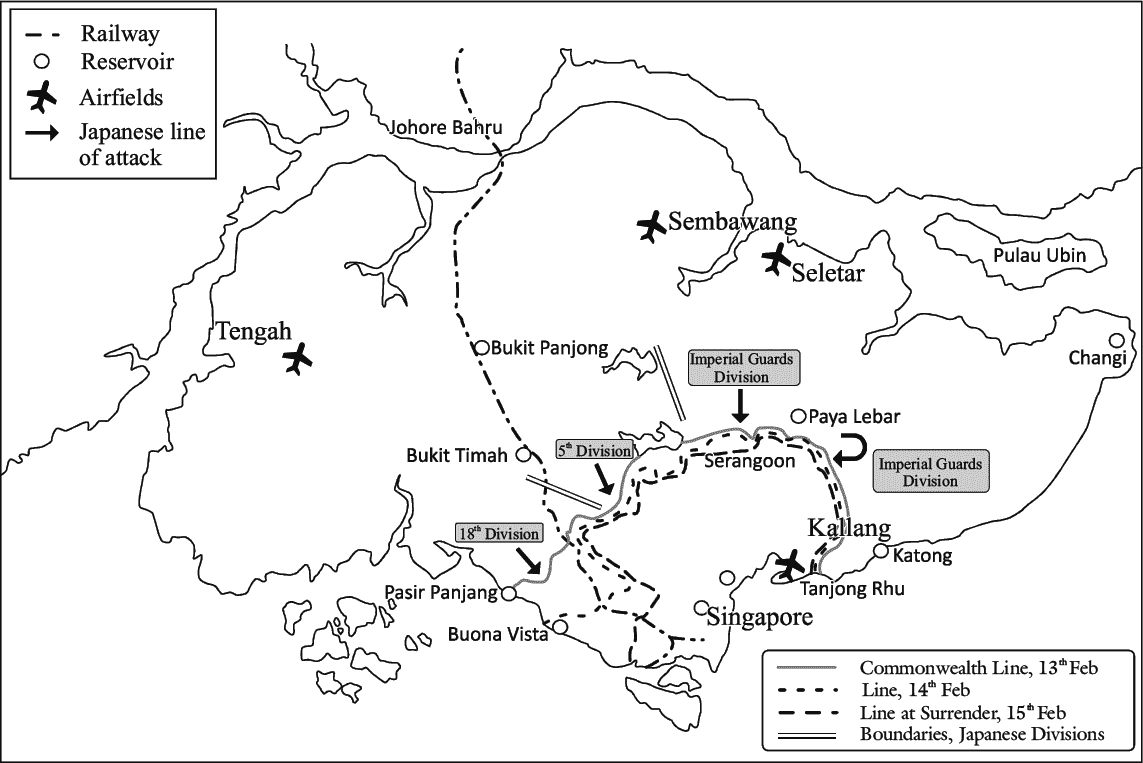 Railway
Reservoir
Airfields
Japanese line
of attack
Johore Bahru
Sembawang
Seletar
Pulau Ubin
Tengah
Bukit Panjong
Changi
Imperial Guards
Division
Paya Lebar
Bukit Timah
5th Division
Serangoon
Imperial Guards
Division
18th Division
Kallang
Katong
Pasir Panjang
Tanjong Rhu
Singapore
Buona Vista
Commonwealth Line, 13th Feb
Line, 14th Feb
Line at Surrender, 15th Feb
Boundaries, Japanese Divisions